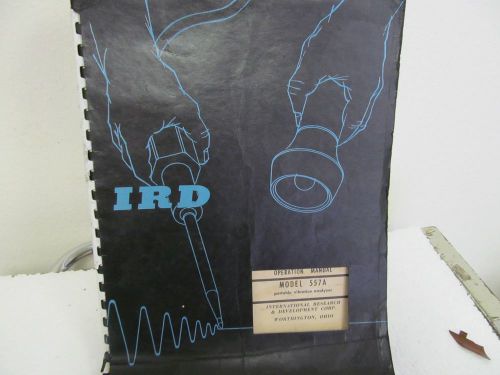 IRD
OPERATION MANUAL
MODEL 557A
portable vibration analyzer
INTERNATIONAL RESEARCH
& DEVELOPMENT CORP.
WORTHINGTON, OHIO